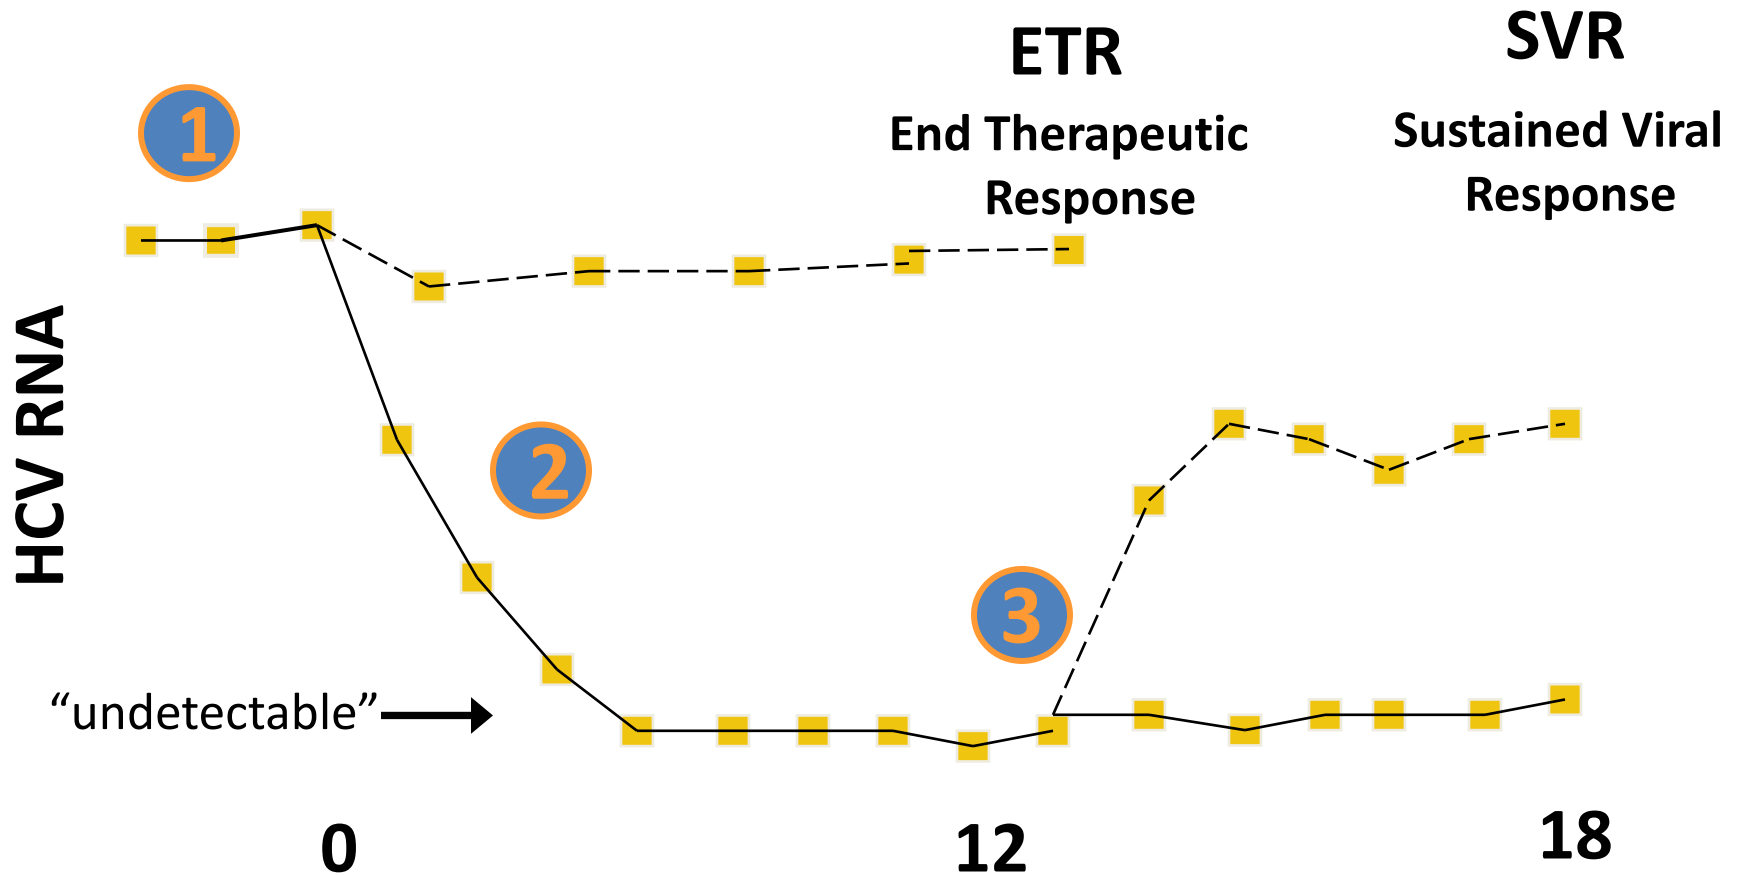 ETR
End Therapeutic
Response
SVR
Sustained Viral
Response
1
HCV RNA
2
3
“undetectable”
0
12
18